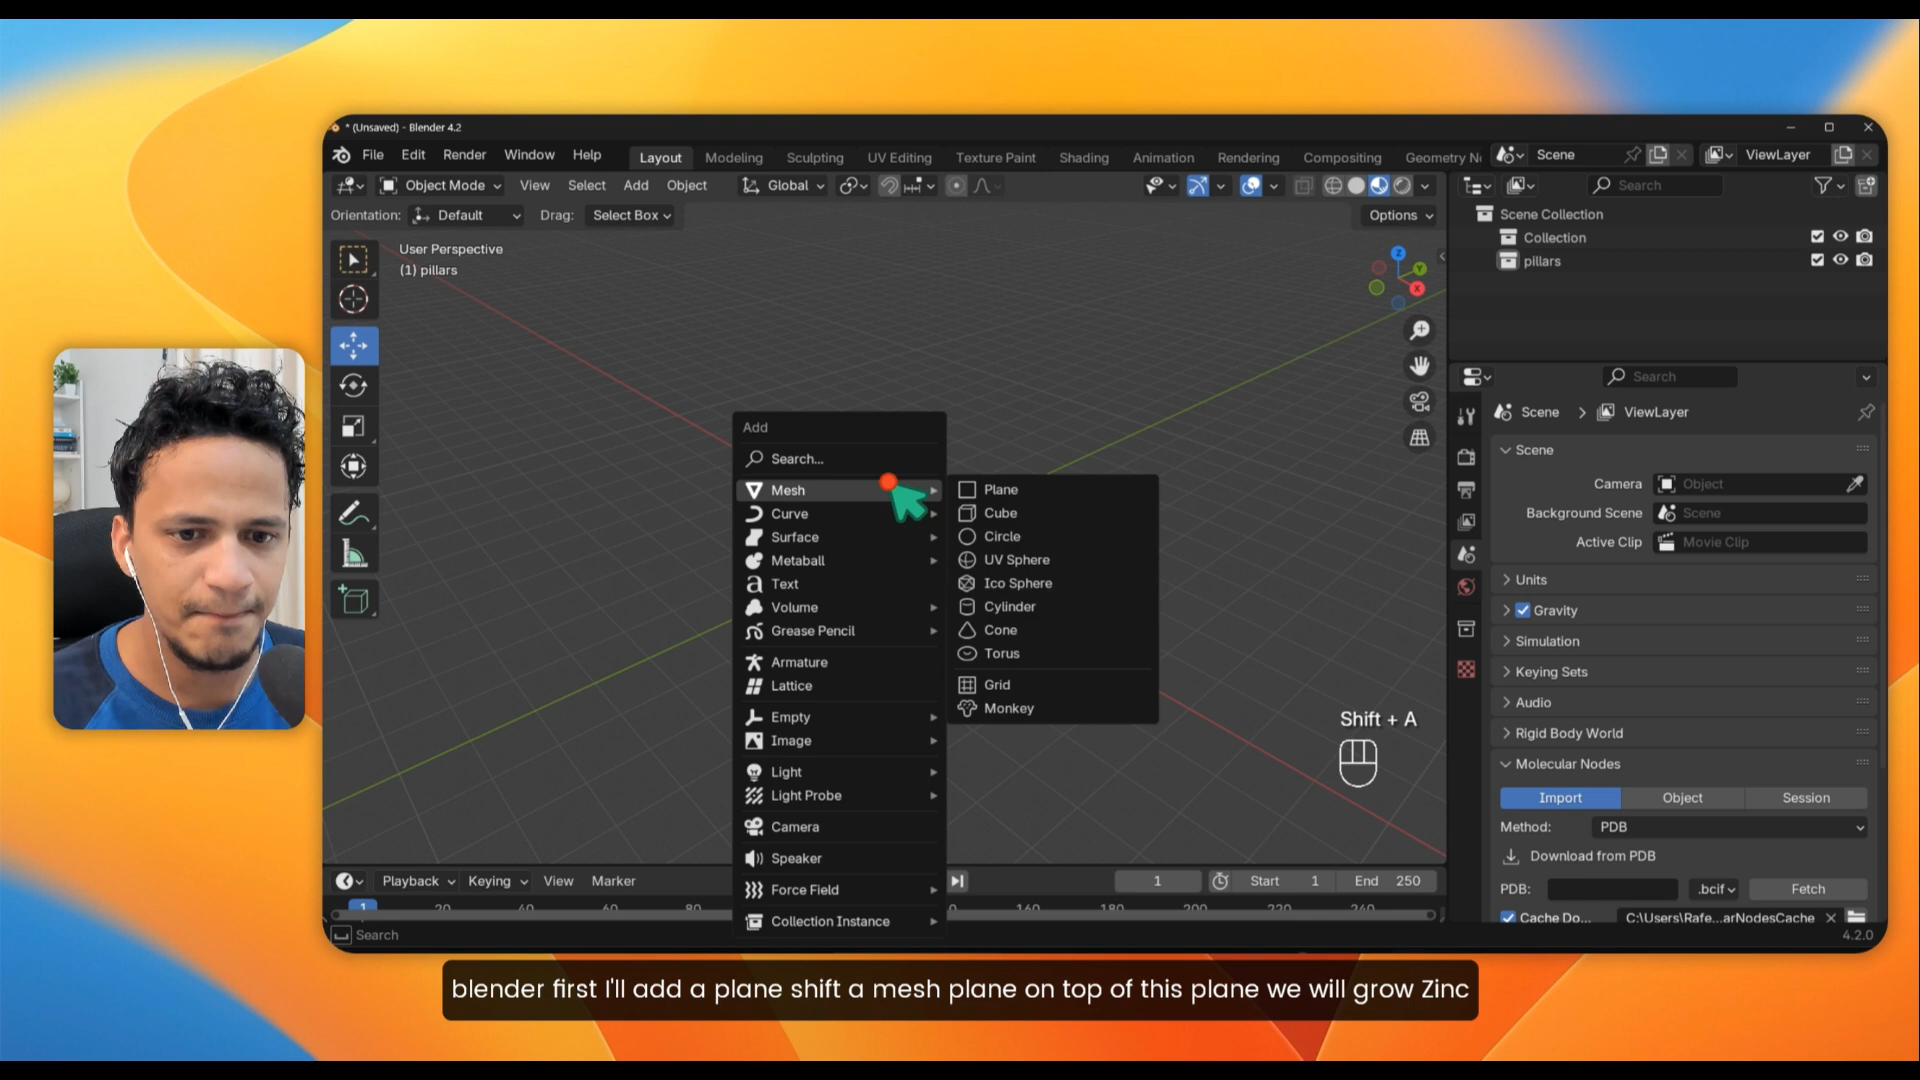 * (Unsaved) - Blender 4.2
File Edit Render Window Help
Layout Modeling Sculpting UV Editing Texture Paint Shading Animation Rendering Compositing Geometry N
Scene
ViewLayer
Object Mode View Select Add Object
Global
Orientation: Default Drag: Select Box
Options
User Perspective
(1) pillars
Z
Y
X
Add
Search...
Mesh
Curve
Surface
Metaball
Text
Volume
Grease Pencil
Armature
Lattice
Empty
Image
Light
Light Probe
Camera
Speaker
Force Field
Collection Instance
Plane
Cube
Circle
UV Sphere
Ico Sphere
Cylinder
Cone
Torus
Grid
Monkey
Shift + A
Search
Scene Collection
Collection
pillars
Search
Scene > ViewLayer
Scene
Camera Object
Background Scene Scene
Active Clip Movie Clip
Units
Gravity
Simulation
Keying Sets
Audio
Rigid Body World
Molecular Nodes
Import Object Session
Method: PDB
Download from PDB
PDB: .bcif Fetch
Cache Do... C:\Users\Rafe...arNodesCache
Playback Keying View Marker
1 Start 1 End 250
1 20 40 60 80 160 180 200 220 240
Search
4.2.0
blender first I'll add a plane shift a mesh plane on top of this plane we will grow Zinc